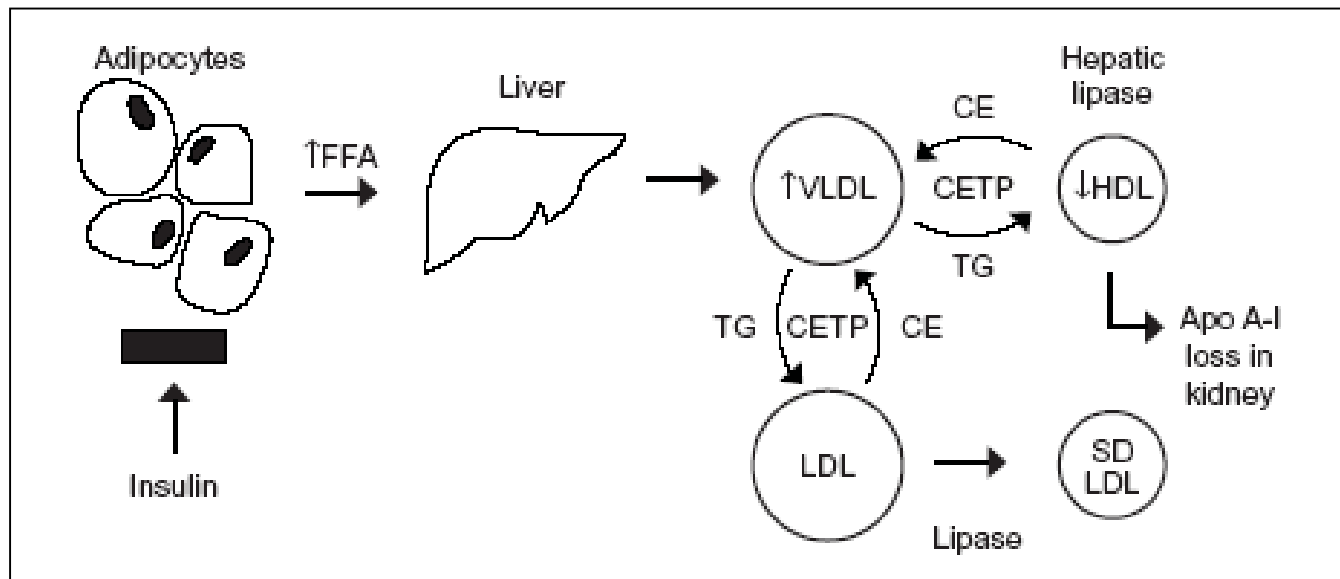 Adipocytes
Insulin
↑FFA
Liver
↑VLDL
CE
CETP
TG
Hepatic
lipase
↓HDL
Apo A-I
loss in
kidney
TG
CETP
CE
LDL
Lipase
SD
LDL